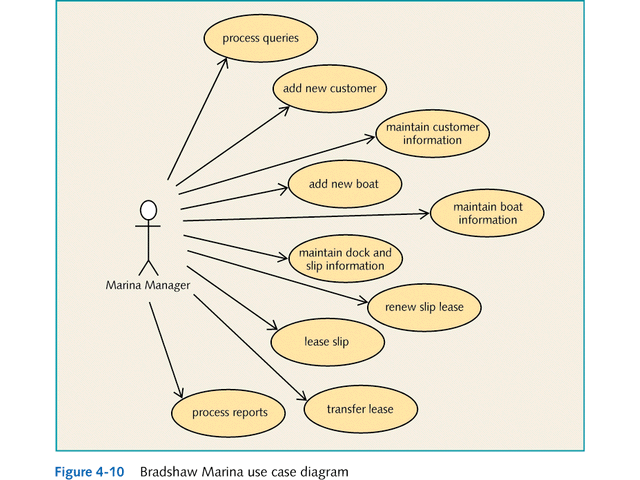 process queries
add new customer
maintain customer
information
add new boat
maintain boat
information
maintain dock and
slip information
Marina Manager
renew slip lease
lease slip
process reports
transfer lease
Figure 4-10 Bradshaw Marina use case diagram